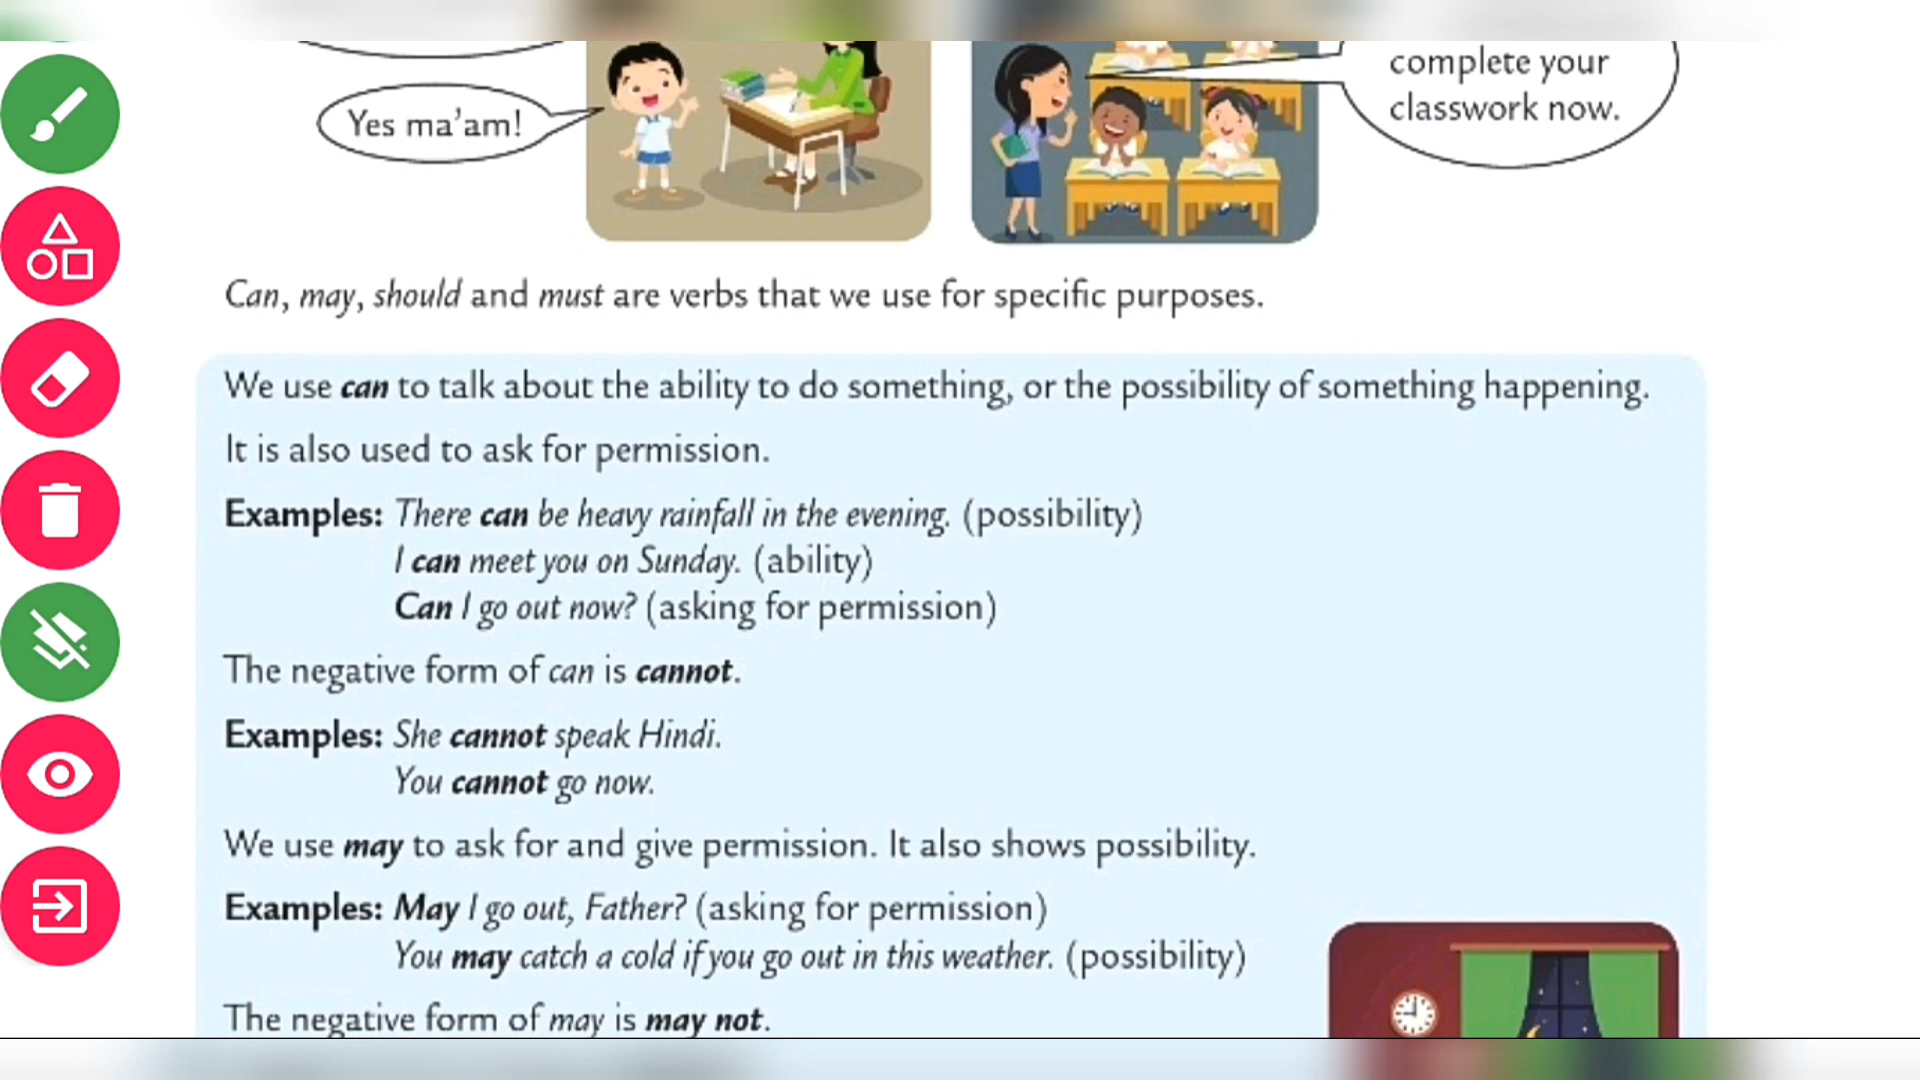 complete your
Yes ma'am!
classwork now.
Can, may, should and must are verbs that we use for specific purposes.
We use can to talk about the ability to do something, or the possibility of something happening.
It is also used to ask for permission.
Examples: There can be heavy rainfall in the evening. (possibility)
I can meet you on Sunday. (ability)
Can I go out now? (asking for permission)
The negative form of can is cannot.
Examples: She cannot speak Hindi.
You cannot go now.
We use may to ask for and give permission. It also shows possibility.
Examples: May I go out, Father? (asking for permission)
You may catch a cold if you go out in this weather. (possibility)
The negative form of may is may not.